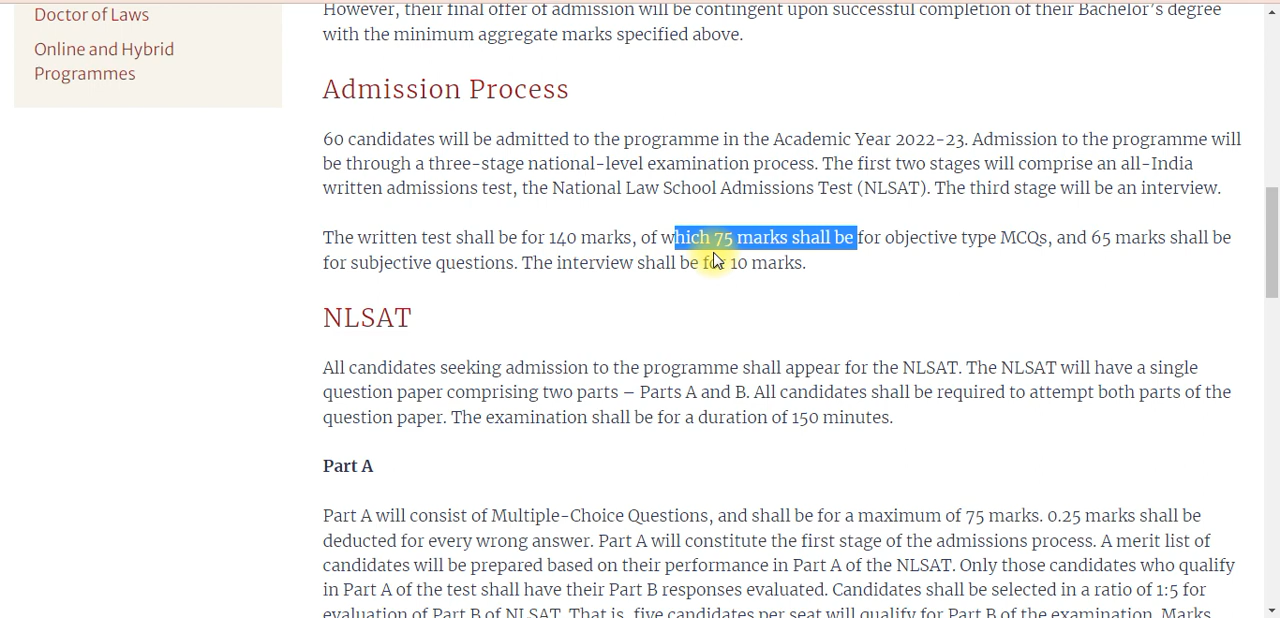 Doctor of Laws
Online and Hybrid
Programmes
However, their final offer of admission will be contingent upon successful completion of their Bachelor's degree
with the minimum aggregate marks specified above.
Admission Process
60 candidates will be admitted to the programme in the Academic Year 2022-23. Admission to the programme will
be through a three-stage national-level examination process. The first two stages will comprise an all-India
written admissions test, the National Law School Admissions Test (NLSAT). The third stage will be an interview.
The written test shall be for 140 marks, of which 75 marks shall be for objective type MCQs, and 65 marks shall be
for subjective questions. The interview shall be for 10 marks.
NLSAT
All candidates seeking admission to the programme shall appear for the NLSAT. The NLSAT will have a single
question paper comprising two parts – Parts A and B. All candidates shall be required to attempt both parts of the
question paper. The examination shall be for a duration of 150 minutes.
Part A
Part A will consist of Multiple-Choice Questions, and shall be for a maximum of 75 marks. 0.25 marks shall be
deducted for every wrong answer. Part A will constitute the first stage of the admissions process. A merit list of
candidates will be prepared based on their performance in Part A of the NLSAT. Only those candidates who qualify
in Part A of the test shall have their Part B responses evaluated. Candidates shall be selected in a ratio of 1:5 for
evaluation of Part B of NLSAT. That is, five candidates per seat will qualify for Part B of the examination. Marks